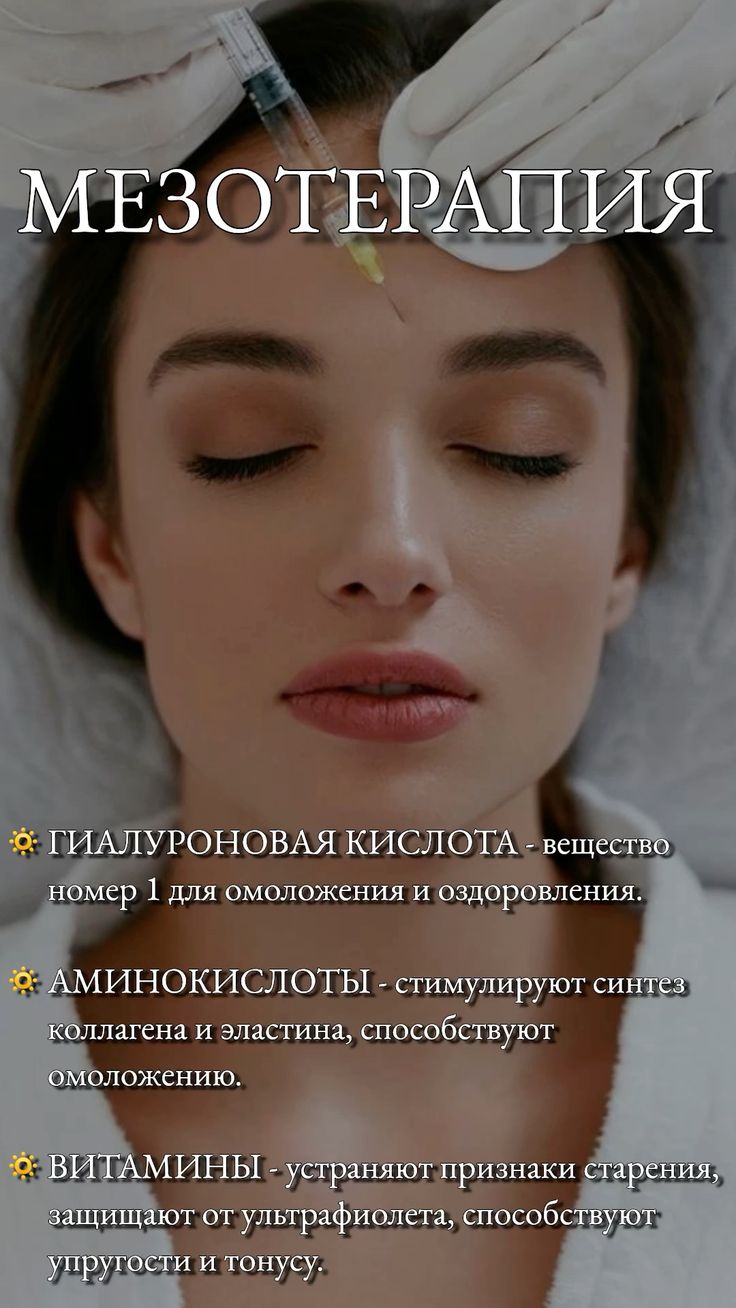 МЕЗОТЕРАПИЯ
ГИАЛУРОНОВАЯ КИСЛОТА - вещество
номер 1 для омоложения и оздоровления.
АМИНОКИСЛОТЫ - стимулируют синтез
коллагена и эластина, способствуют
омоложению.
ВИТАМИНЫ - устраняют признаки старения,
защищают от ультрафиолета, способствуют
упругости и тонусу.